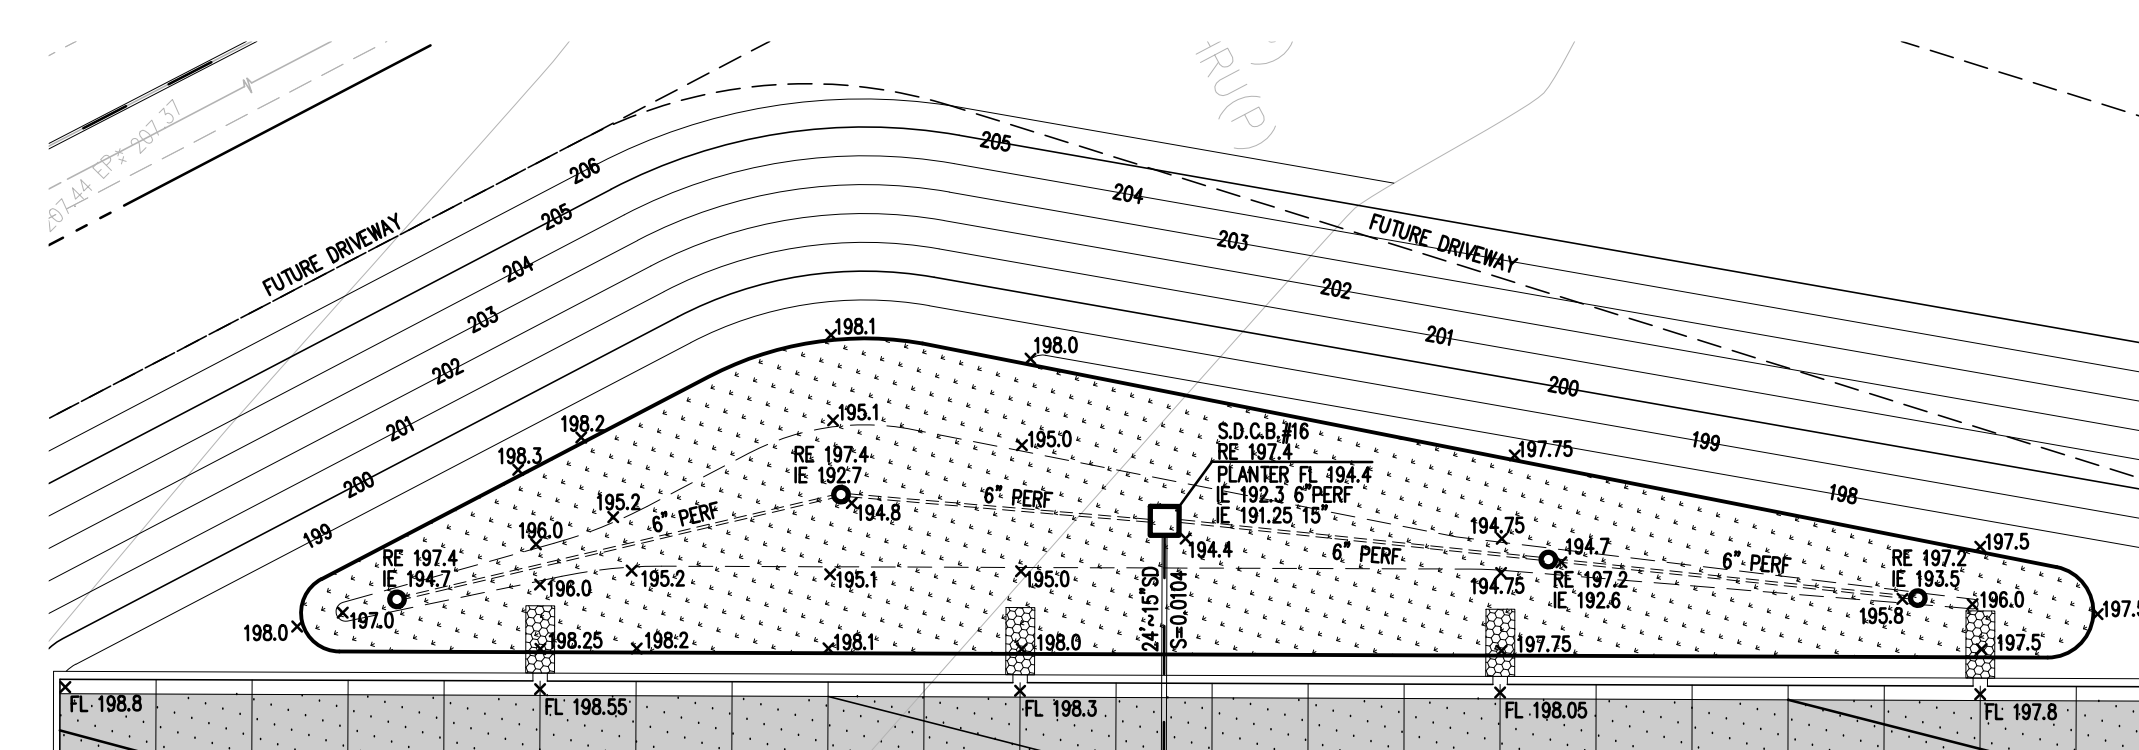 HRU(P)
207.44 EP× 207.37
FUTURE DRIVEWAY
FUTURE DRIVEWAY
206
205
204
203
202
201
200
199
205
204
203
202
201
200
199
198
198.1
198.0
198.2
198.3
197.75
197.5
195.1
195.0
RE 197.4
IE 192.7
194.8
6" PERF
6" PERF
S.D.C.B.#16
RE 197.4
PLANTER FL 194.4
IE 192.3 6"PERF
IE 191.25 15"
194.4
195.2
196.0
RE 197.4
IE 194.7
197.0
198.0
196.0
195.2
195.1
195.0
6" PERF
194.75
194.7
194.75
RE 197.2
IE 192.6
6" PERF
RE 197.2
IE 193.5
195.8
196.0
197.5
24'~15"SD
S=0.0104
198.25
198.2
198.1
198.0
197.75
197.5
FL 198.8
FL 198.55
FL 198.3
FL 198.05
FL 197.8